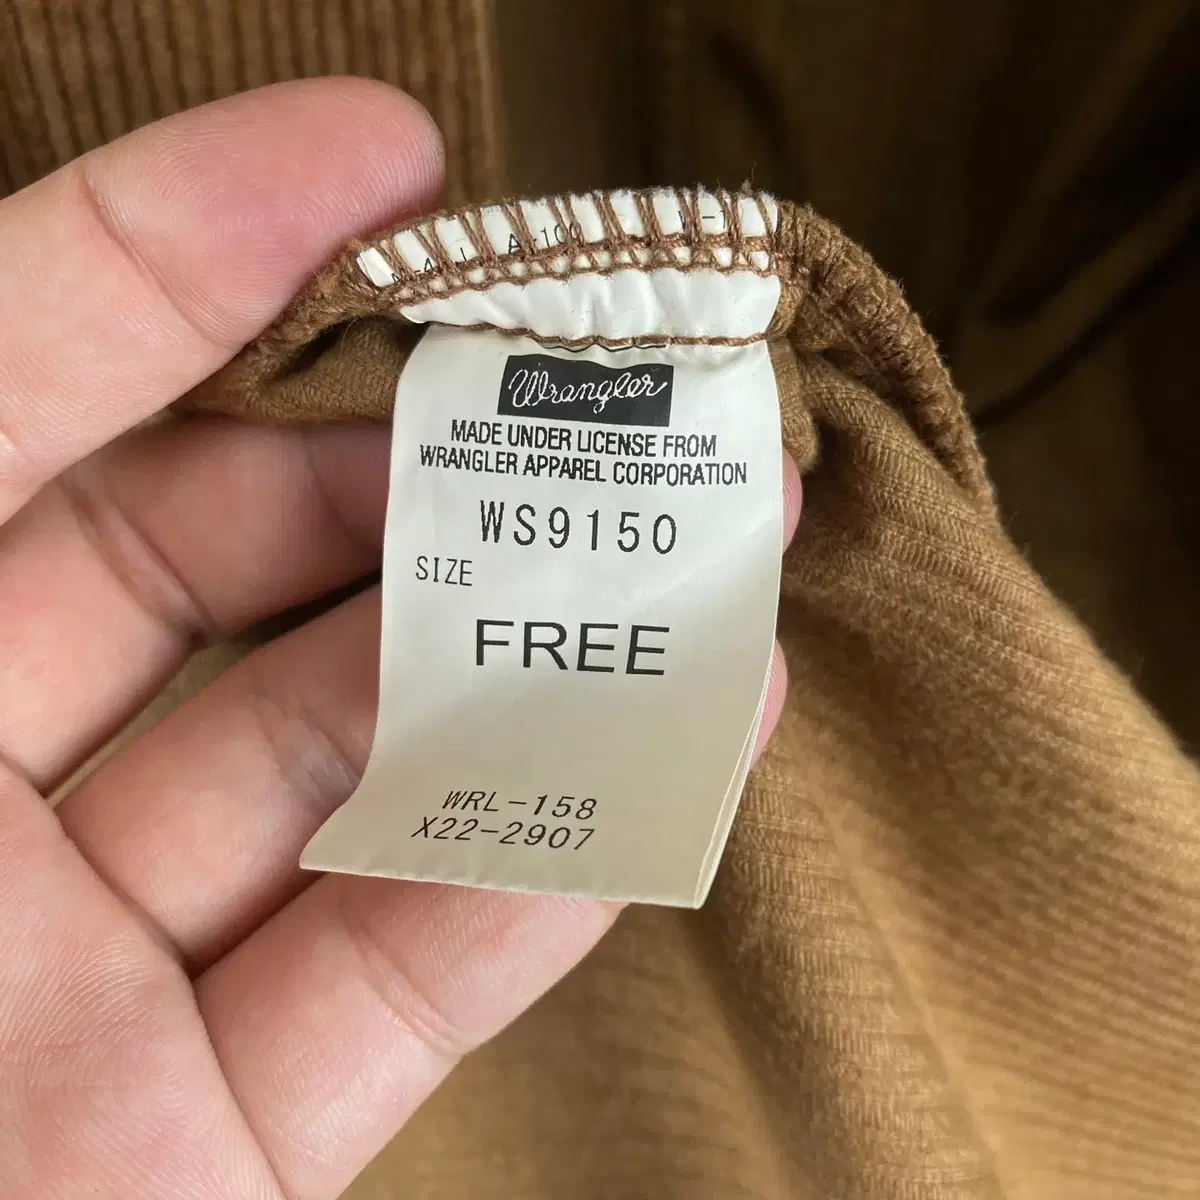 Wrangler
MADE UNDER LICENSE FROM
WRANGLER APPAREL CORPORATION
WS9150
SIZE
FREE
WRL-158
X22-2907